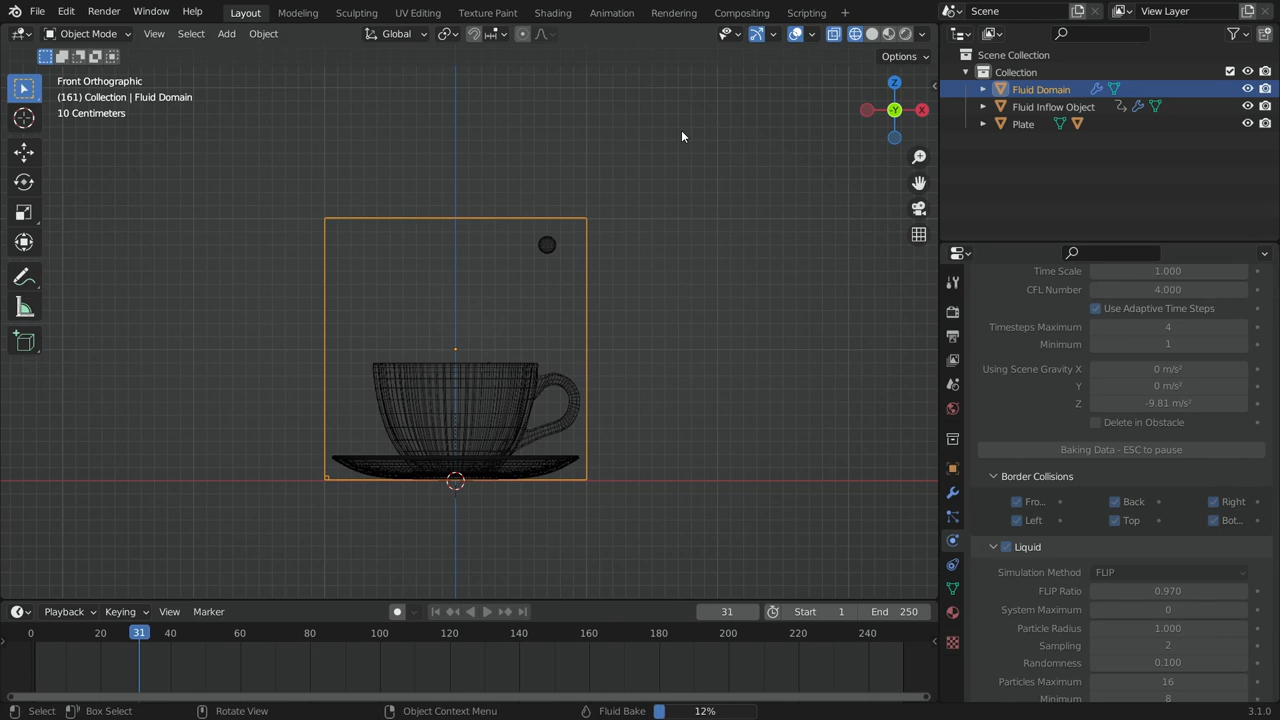 File Edit Render Window Help Layout Modeling Sculpting UV Editing Texture Paint Shading Animation Rendering Compositing Scripting + Scene View Layer
Object Mode View Select Add Object Global
Options
Front Orthographic
(161) Collection | Fluid Domain
10 Centimeters
Z
-Y
X
Scene Collection
Collection
Fluid Domain
Fluid Inflow Object
Plate
Time Scale 1.000
CFL Number 4.000
Use Adaptive Time Steps
Timesteps Maximum 4
Minimum 1
Using Scene Gravity X 0 m/s²
Y 0 m/s²
Z -9.81 m/s²
Delete in Obstacle
Baking Data - ESC to pause
Border Collisions
Fro... Back Right
Left Top Bot...
Liquid
Simulation Method FLIP
FLIP Ratio 0.970
System Maximum 0
Particle Radius 1.000
Sampling 2
Randomness 0.100
Particles Maximum 16
Minimum 8
Playback Keying View Marker 31 Start 1 End 250
0 20 31 40 60 80 100 120 140 160 180 200 220 240
Select Box Select Rotate View Object Context Menu Fluid Bake 12% 3.1.0